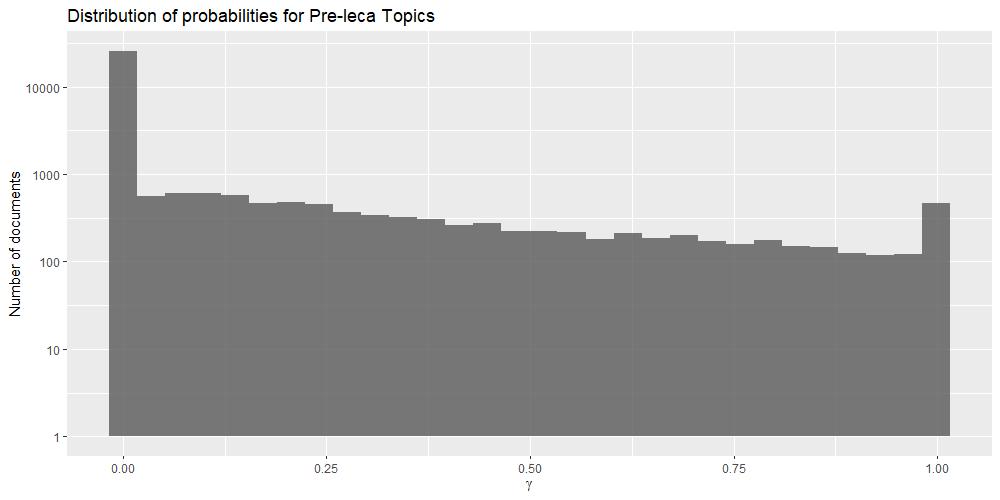 Distribution of probabilities for Pre-leca Topics
Number of documents
10000
1000
100
10
1
0.00 0.25 0.50 0.75 1.00
γ